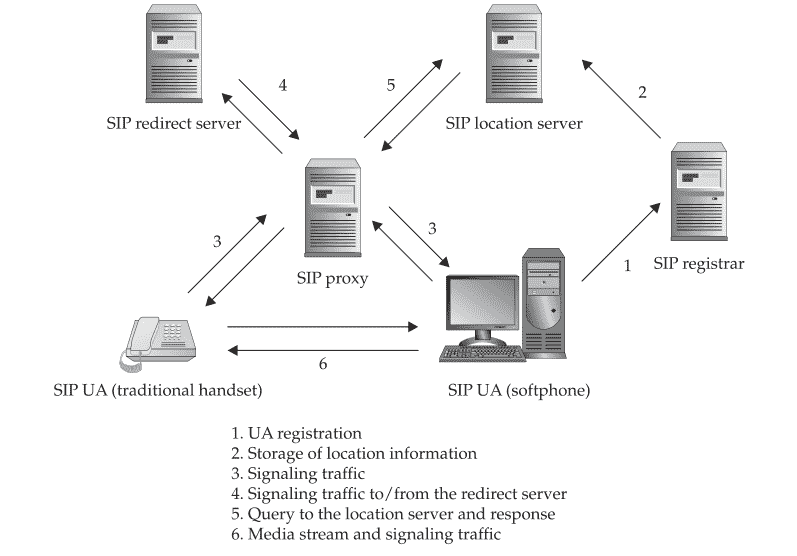 4
5
2
SIP redirect server
SIP location server
3
3
SIP proxy
1
SIP registrar
6
SIP UA (traditional handset)
SIP UA (softphone)
1. UA registration
2. Storage of location information
3. Signaling traffic
4. Signaling traffic to/from the redirect server
5. Query to the location server and response
6. Media stream and signaling traffic